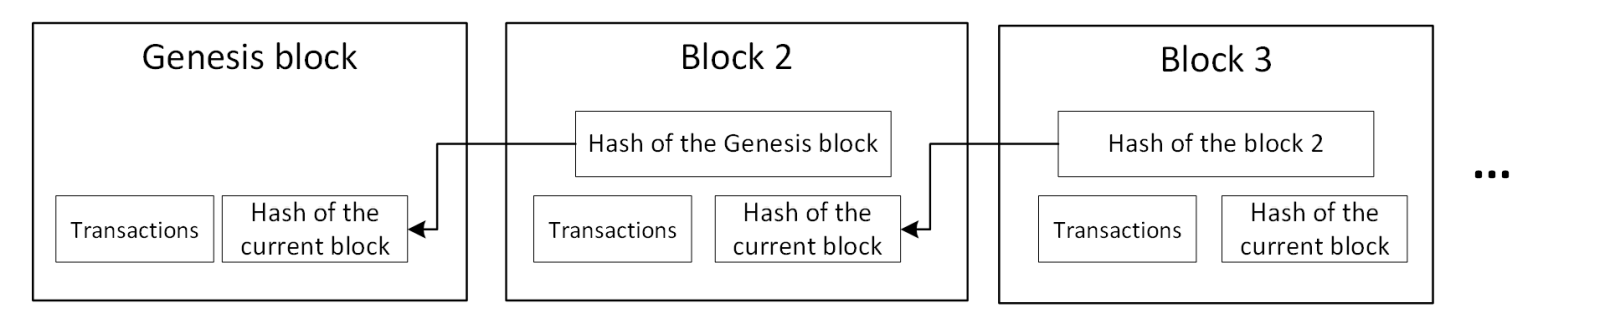 Genesis block
Transactions
Hash of the
current block
Block 2
Hash of the Genesis block
Transactions
Hash of the
current block
Block 3
Hash of the block 2
Transactions
Hash of the
current block
...